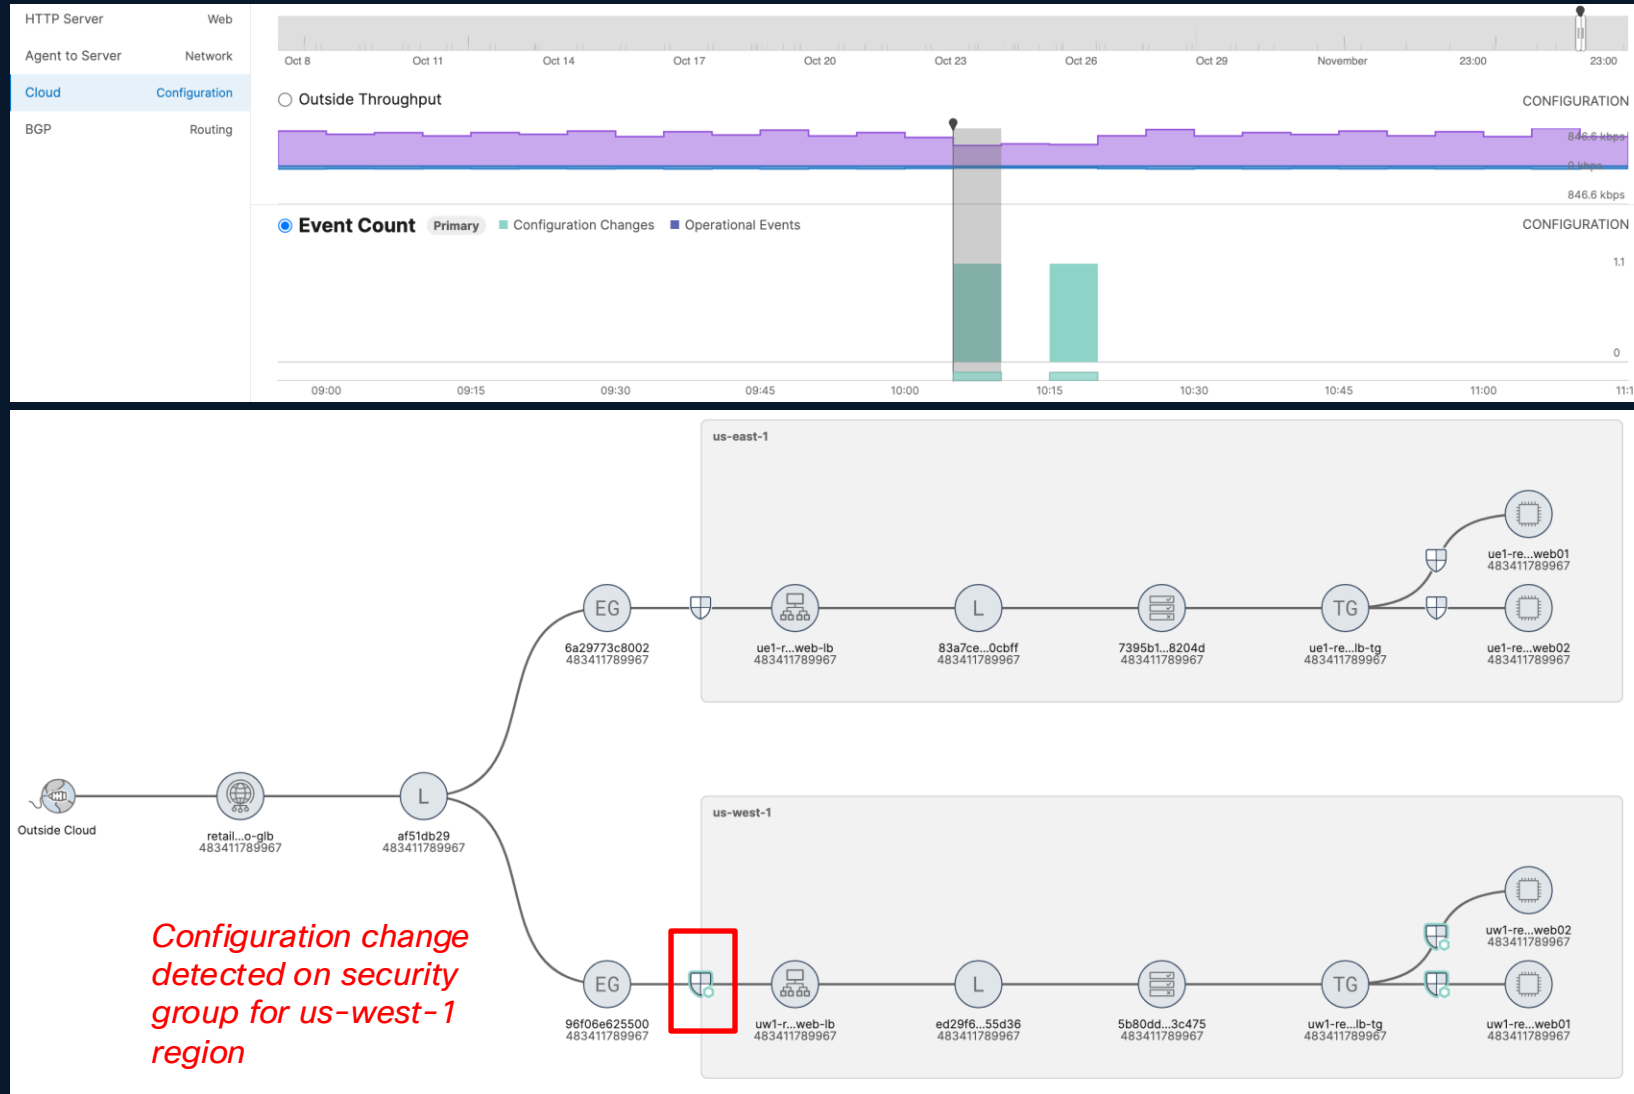 HTTP Server Web
Agent to Server Network
Cloud Configuration
BGP Routing
Oct 8 Oct 11 Oct 14 Oct 17 Oct 20 Oct 23 Oct 26 Oct 29 November 23:00 23:00
Outside Throughput CONFIGURATION
846.6 kbps
0 kbps
846.6 kbps
Event Count Primary Configuration Changes Operational Events CONFIGURATION
1.1
0
09:00 09:15 09:30 09:45 10:00 10:15 10:30 10:45 11:00 11:1
us-east-1
ue1-re...web01
483411789967
EG L TG
6a29773c8002 ue1-r...web-lb 83a7ce...0cbff 7395b1...8204d ue1-re...lb-tg ue1-re...web02
483411789967 483411789967 483411789967 483411789967 483411789967 483411789967
L
Outside Cloud retail...o-glb af51db29
483411789967 483411789967
us-west-1
uw1-re...web02
483411789967
Configuration change
detected on security
group for us-west-1
region
EG L TG
96f06e625500 uw1-r...web-lb ed29f6...55d36 5b80dd...3c475 uw1-re...lb-tg uw1-re...web01
483411789967 483411789967 483411789967 483411789967 483411789967 483411789967